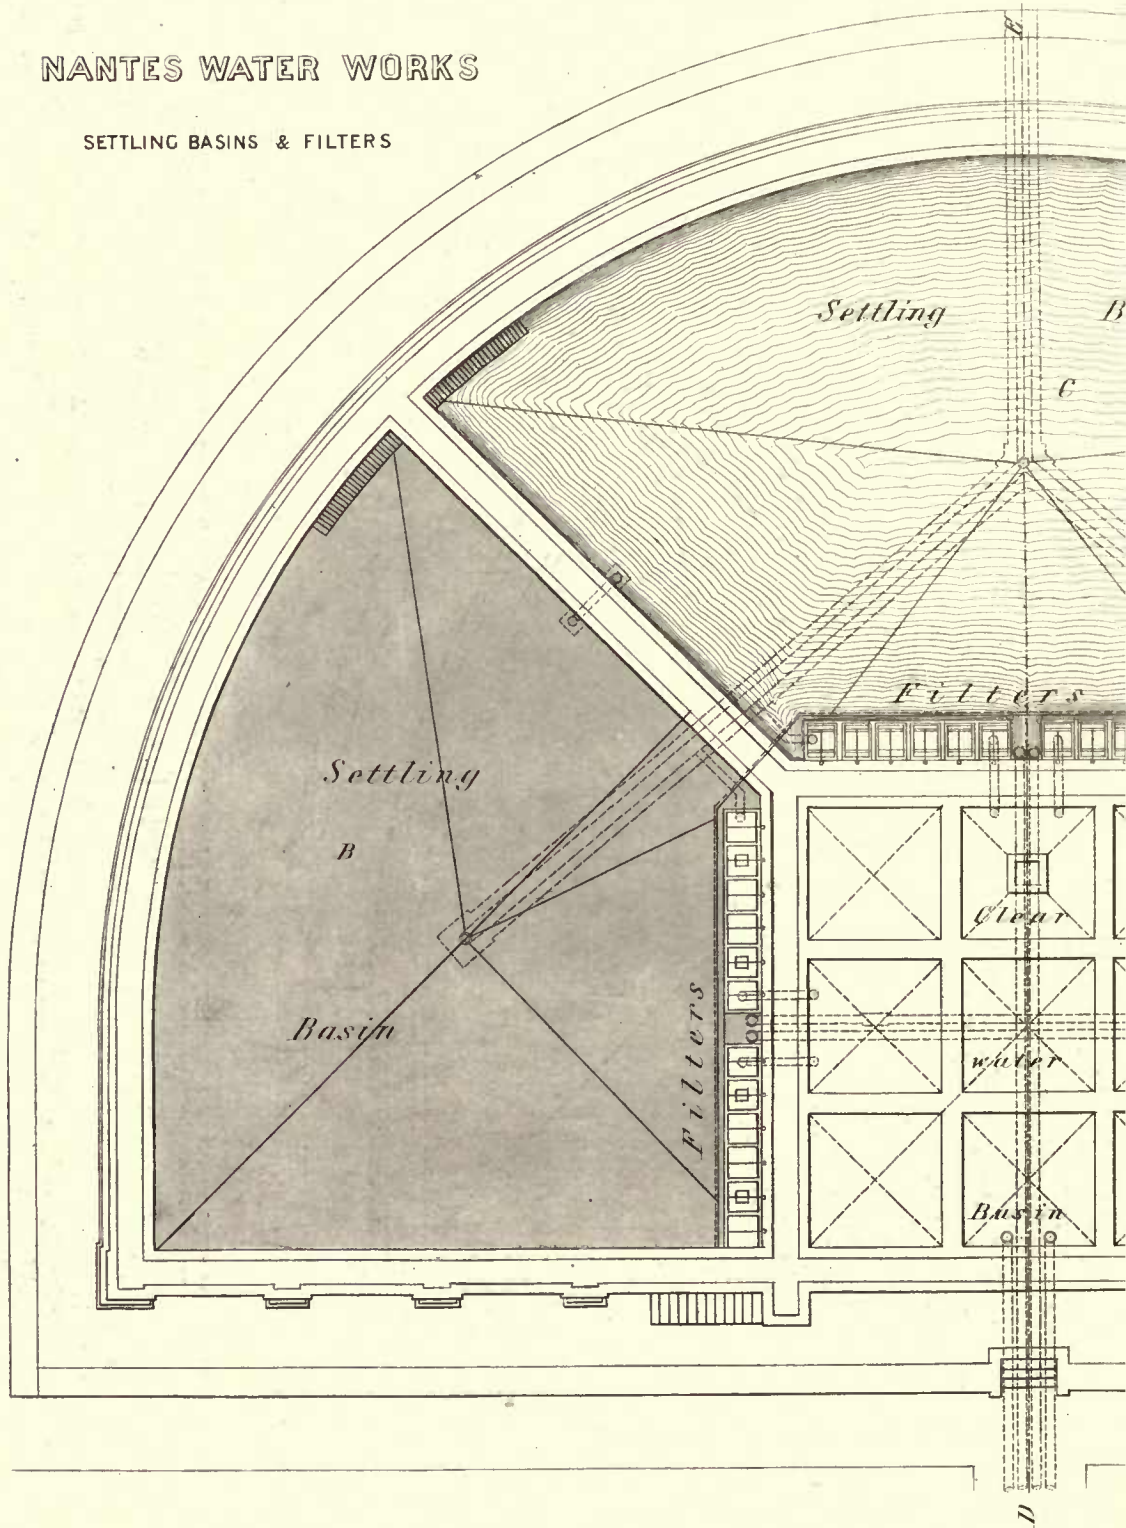 NANTES WATER WORKS
SETTLING BASINS & FILTERS
E
Settling B
C
Filters
Settling
B
Basin
Filters
Clear
water
Basin
D